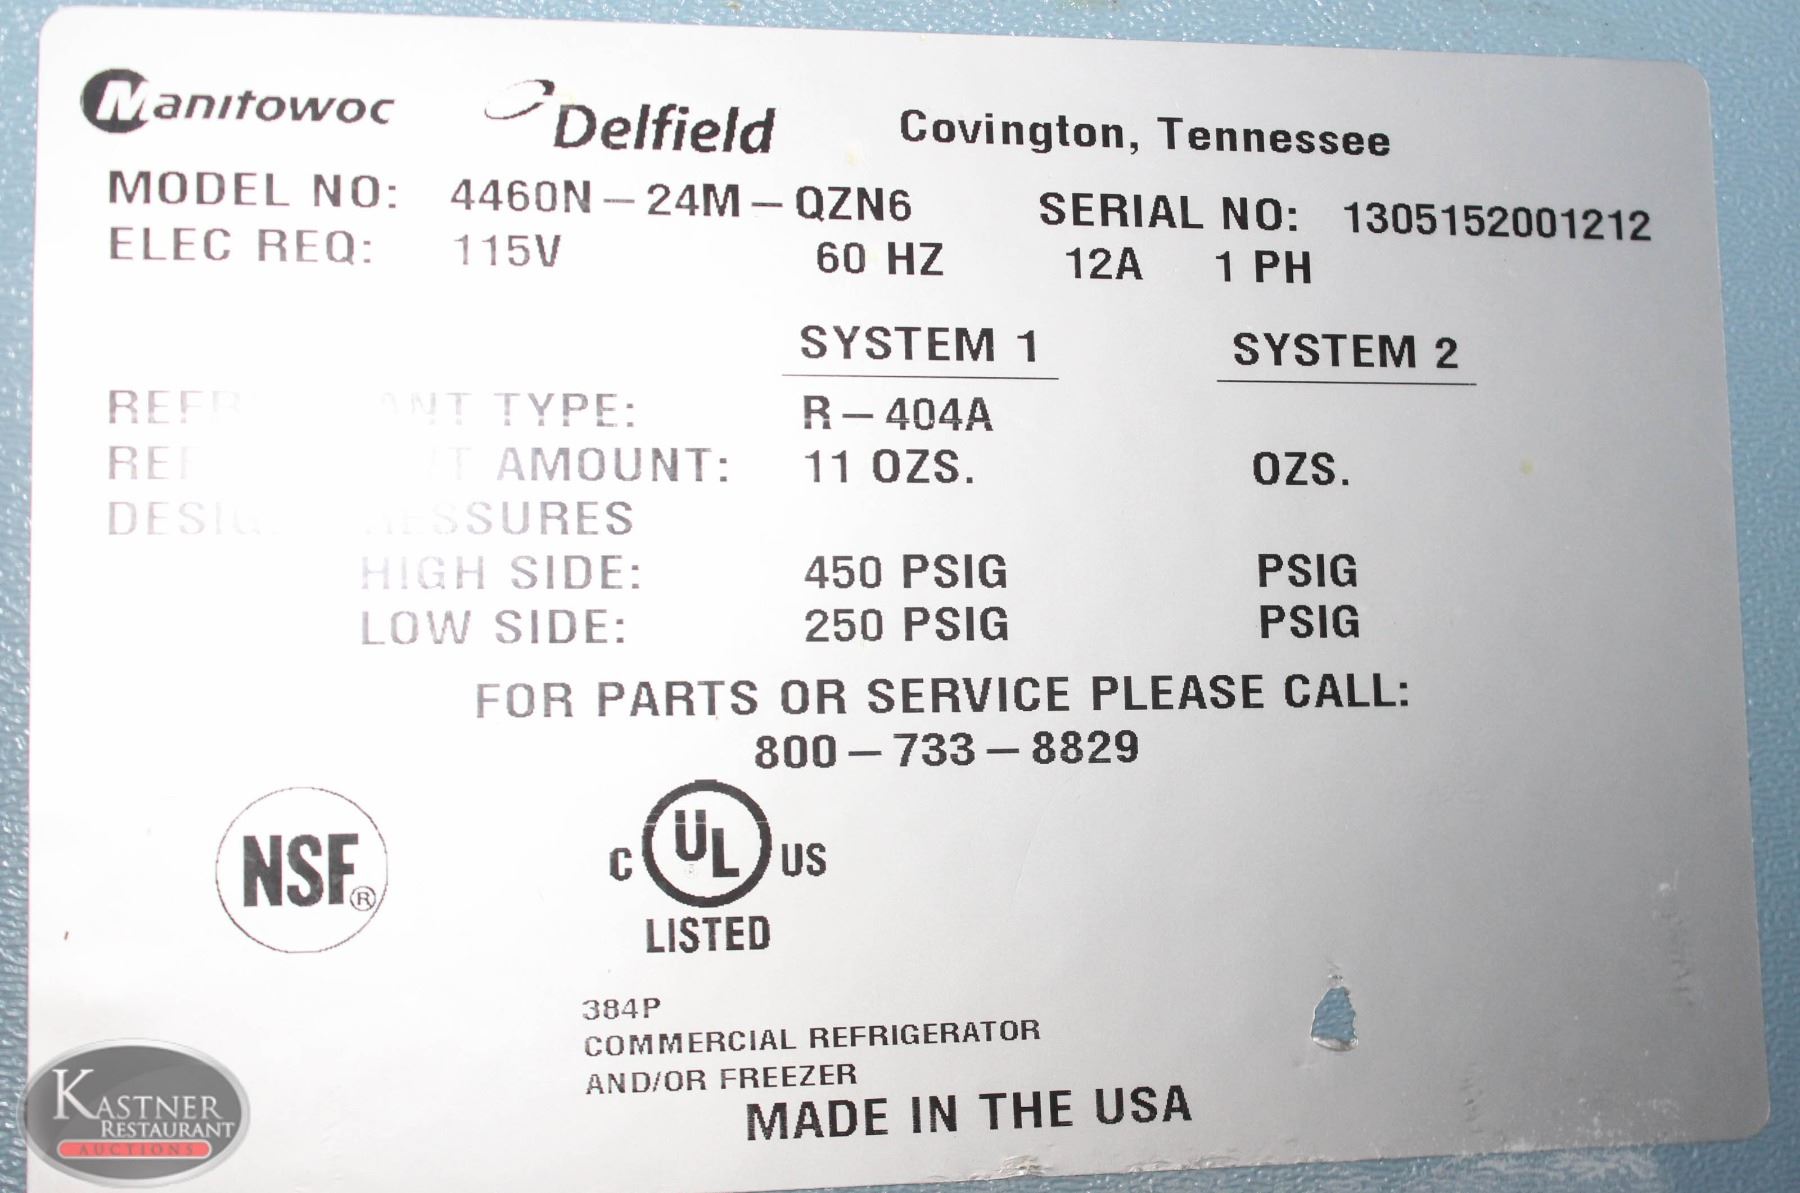 Manitowoc Delfield Covington, Tennessee
MODEL NO: 4460N-24M-QZN6 SERIAL NO: 1305152001212
ELEC REQ: 115V 60 HZ 12A 1 PH
SYSTEM 1 SYSTEM 2
TYPE: R-404A
AMOUNT: 11 OZS. OZS.
HIGH SIDE: 450 PSIG PSIG
LOW SIDE: 250 PSIG PSIG
FOR PARTS OR SERVICE PLEASE CALL:
800-733-8829
NSF®
C UL US
LISTED
384P
COMMERCIAL REFRIGERATOR
AND/OR FREEZER
MADE IN THE USA
KASTNER
RESTAURANT
AUCTIONS